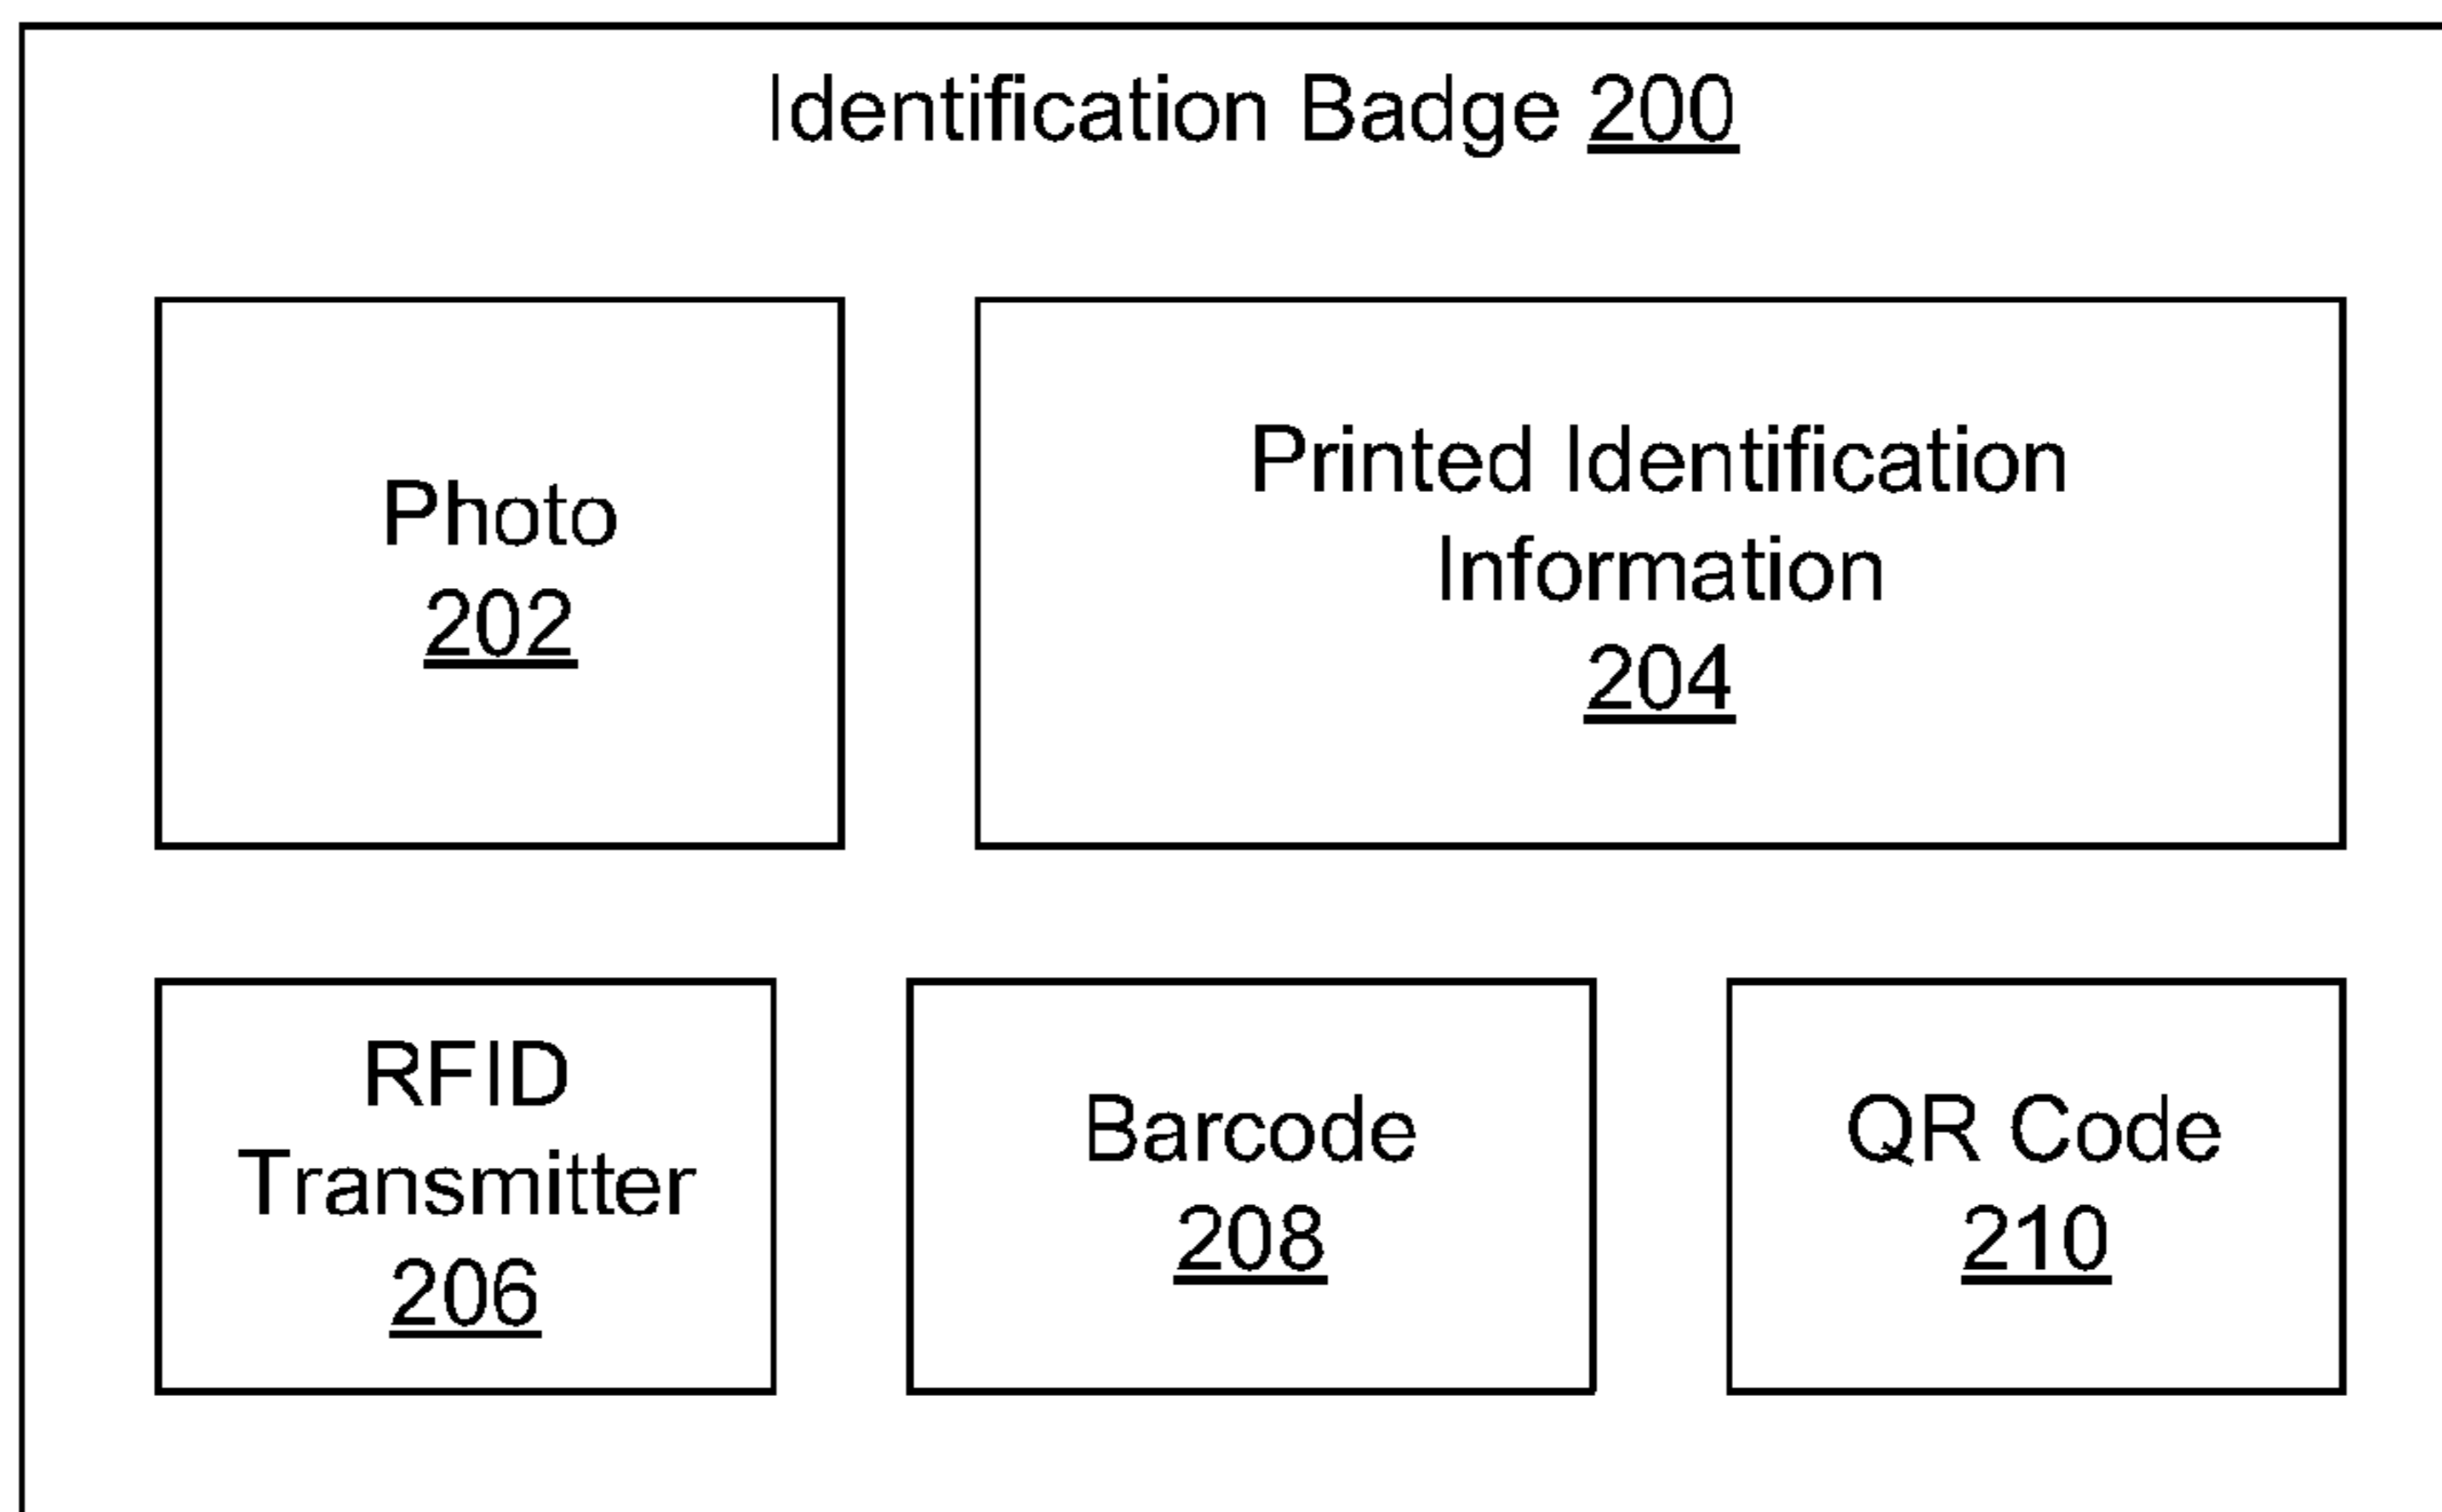 Identification Badge 200
Photo
202
Printed Identification
Information
204
RFID
Transmitter
206
Barcode
208
QR Code
210